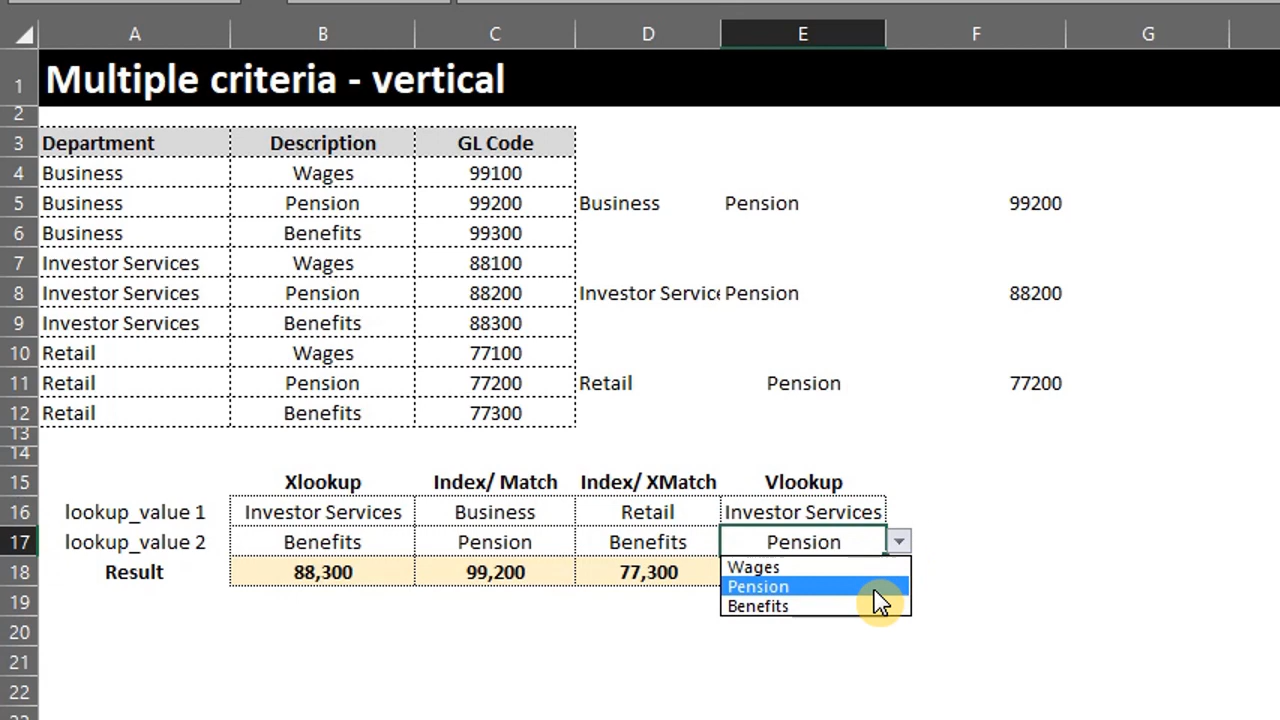 A B C D E F G
1 Multiple criteria - vertical
2
3 Department Description GL Code
4 Business Wages 99100
5 Business Pension 99200 Business Pension 99200
6 Business Benefits 99300
7 Investor Services Wages 88100
8 Investor Services Pension 88200 Investor Service Pension 88200
9 Investor Services Benefits 88300
10 Retail Wages 77100
11 Retail Pension 77200 Retail Pension 77200
12 Retail Benefits 77300
13
14
15 Xlookup Index/ Match Index/ XMatch Vlookup
16 lookup_value 1 Investor Services Business Retail Investor Services
17 lookup_value 2 Benefits Pension Benefits Pension
18 Result 88,300 99,200 77,300
Wages
Pension
Benefits
19
20
21
22
23